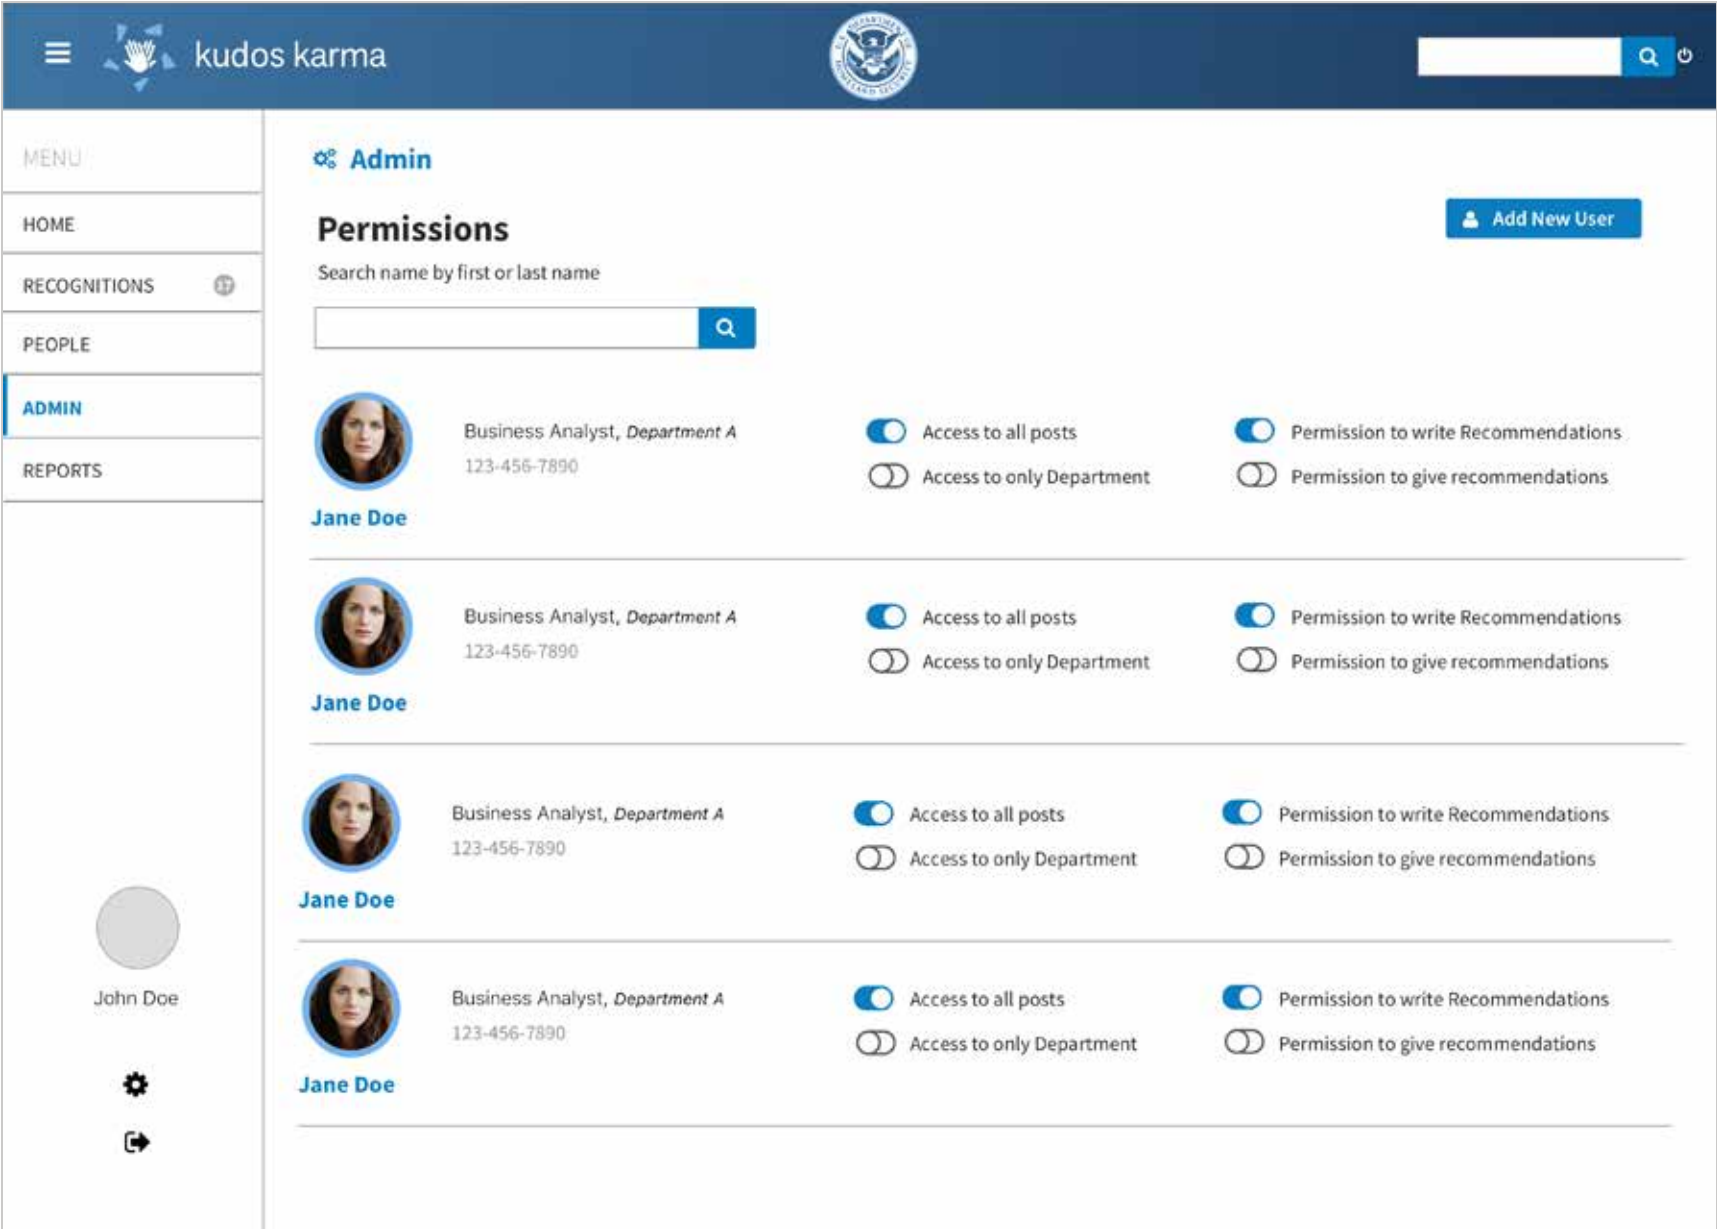 kudos karma
MENU
HOME
RECOGNITIONS
PEOPLE
ADMIN
REPORTS
John Doe
Admin
Permissions
Add New User
Search name by first or last name
Business Analyst, Department A
123-456-7890
Jane Doe
Access to all posts
Access to only Department
Permission to write Recommendations
Permission to give recommendations
Business Analyst, Department A
123-456-7890
Jane Doe
Access to all posts
Access to only Department
Permission to write Recommendations
Permission to give recommendations
Business Analyst, Department A
123-456-7890
Jane Doe
Access to all posts
Access to only Department
Permission to write Recommendations
Permission to give recommendations
Business Analyst, Department A
123-456-7890
Jane Doe
Access to all posts
Access to only Department
Permission to write Recommendations
Permission to give recommendations